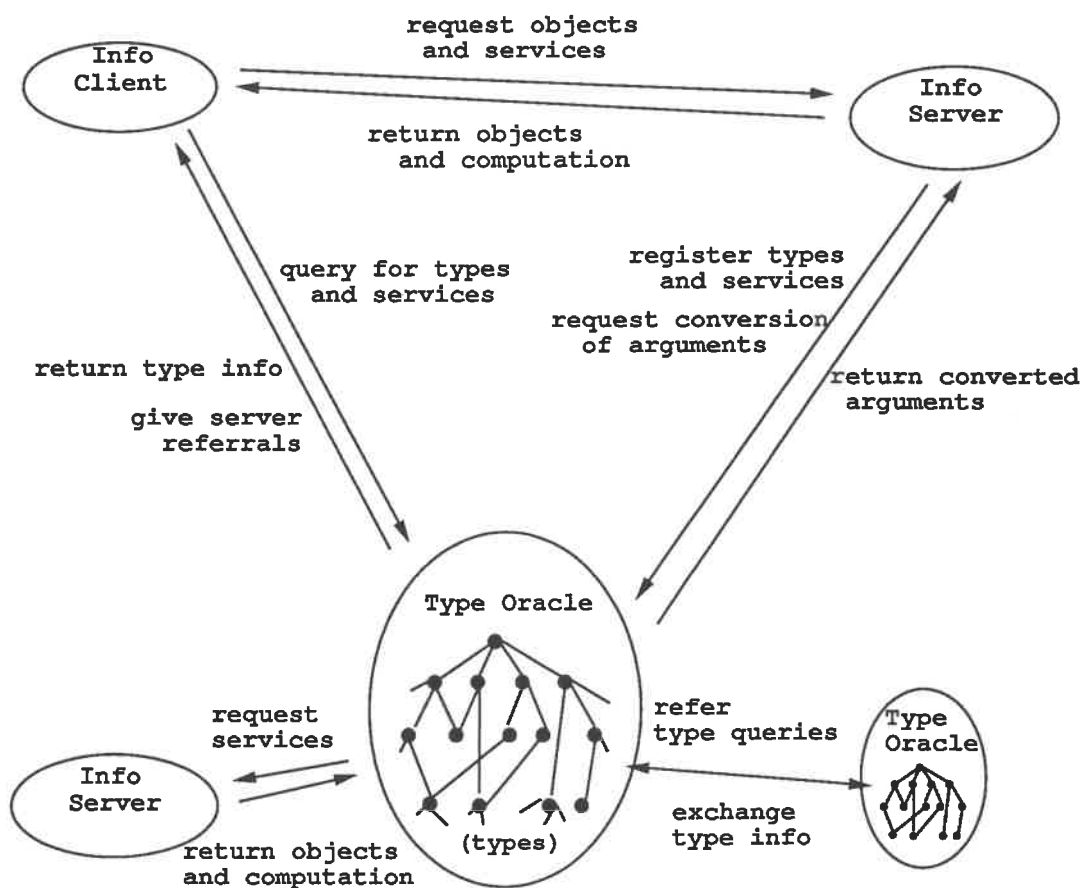 request objects
and services
Info
Client
Info
Server
return objects
and computation
query for types
and services
register types
and services
request conversion
of arguments
return type info
give server
referrals
return converted
arguments
Type Oracle
refer
type queries
Type
Oracle
request
services
Info
Server
exchange
type info
(types)
return objects
and computation